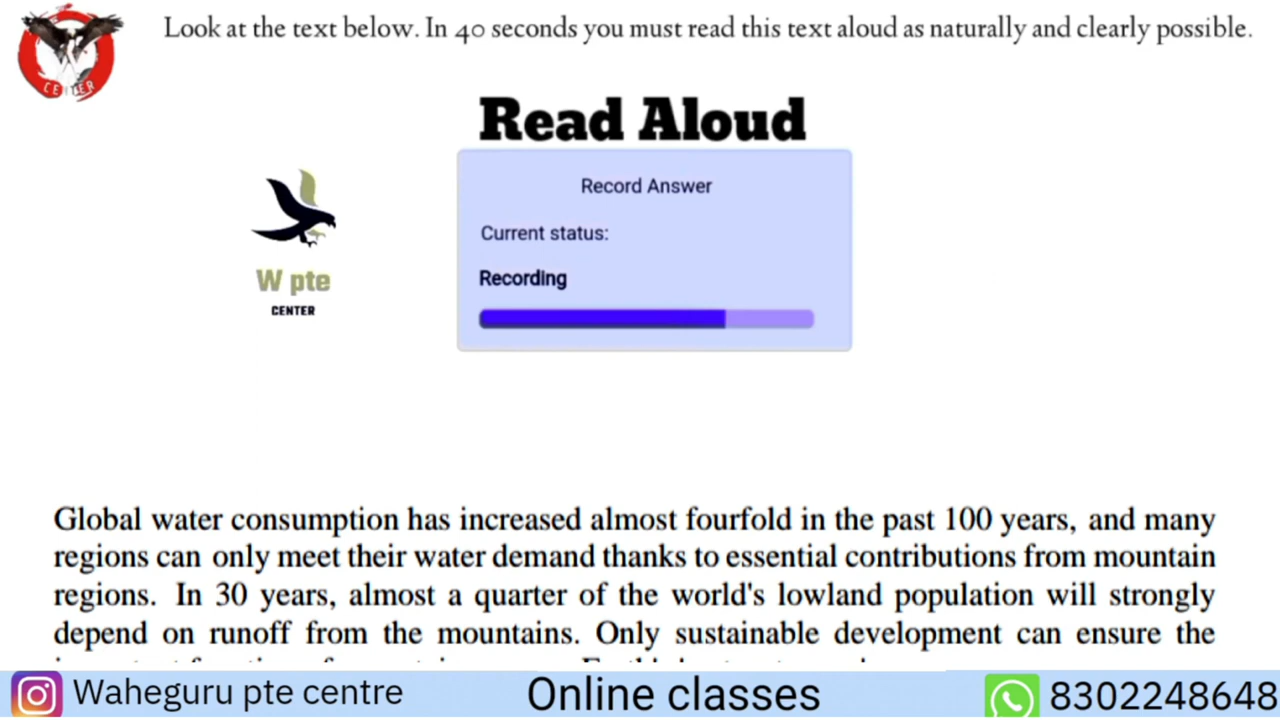 Look at the text below. In 40 seconds you must read this text aloud as naturally and clearly possible.
CENTER
Read Aloud
Record Answer
Current status:
Recording
W pte
CENTER
Global water consumption has increased almost fourfold in the past 100 years, and many
regions can only meet their water demand thanks to essential contributions from mountain
regions. In 30 years, almost a quarter of the world's lowland population will strongly
depend on runoff from the mountains. Only sustainable development can ensure the
Waheguru pte centre
Online classes
8302248648